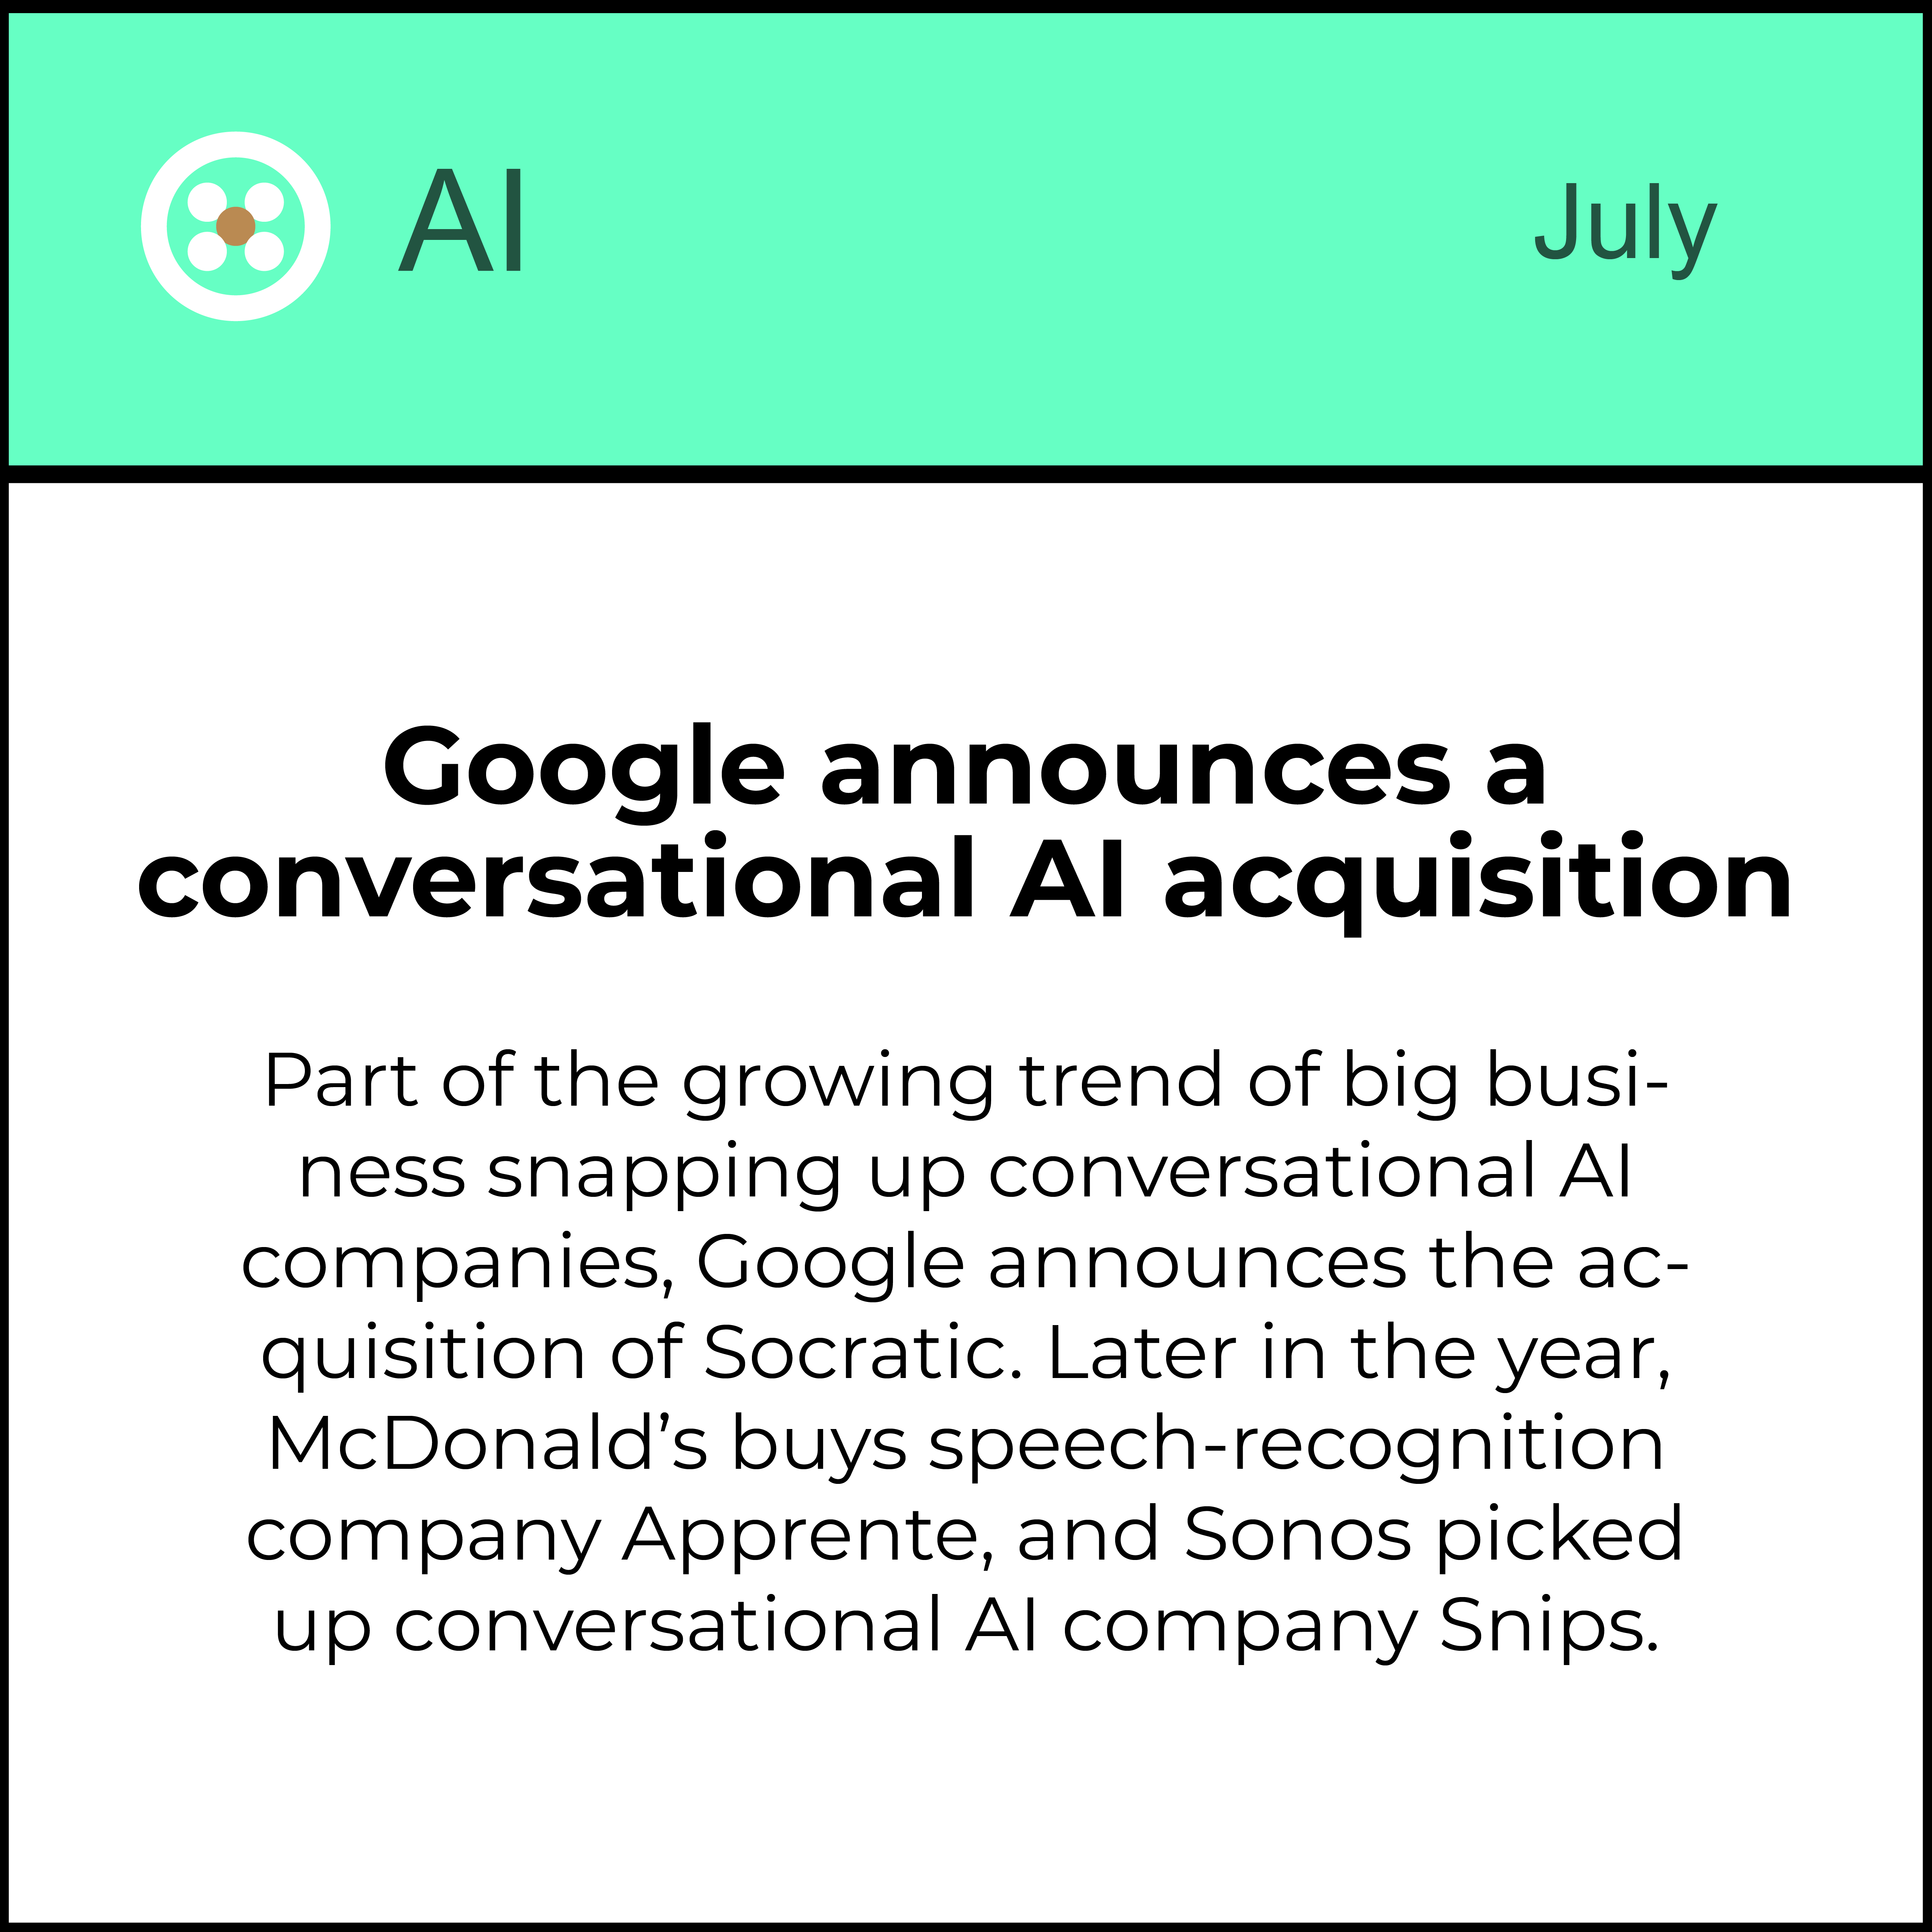 AI
July
Google announces a
conversational AI acquisition
Part of the growing trend of big busi-
ness snapping up conversational AI
companies, Google announces the ac-
quisition of Socratic. Later in the year,
McDonald’s buys speech-recognition
company Apprente, and Sonos picked
up conversational AI company Snips.